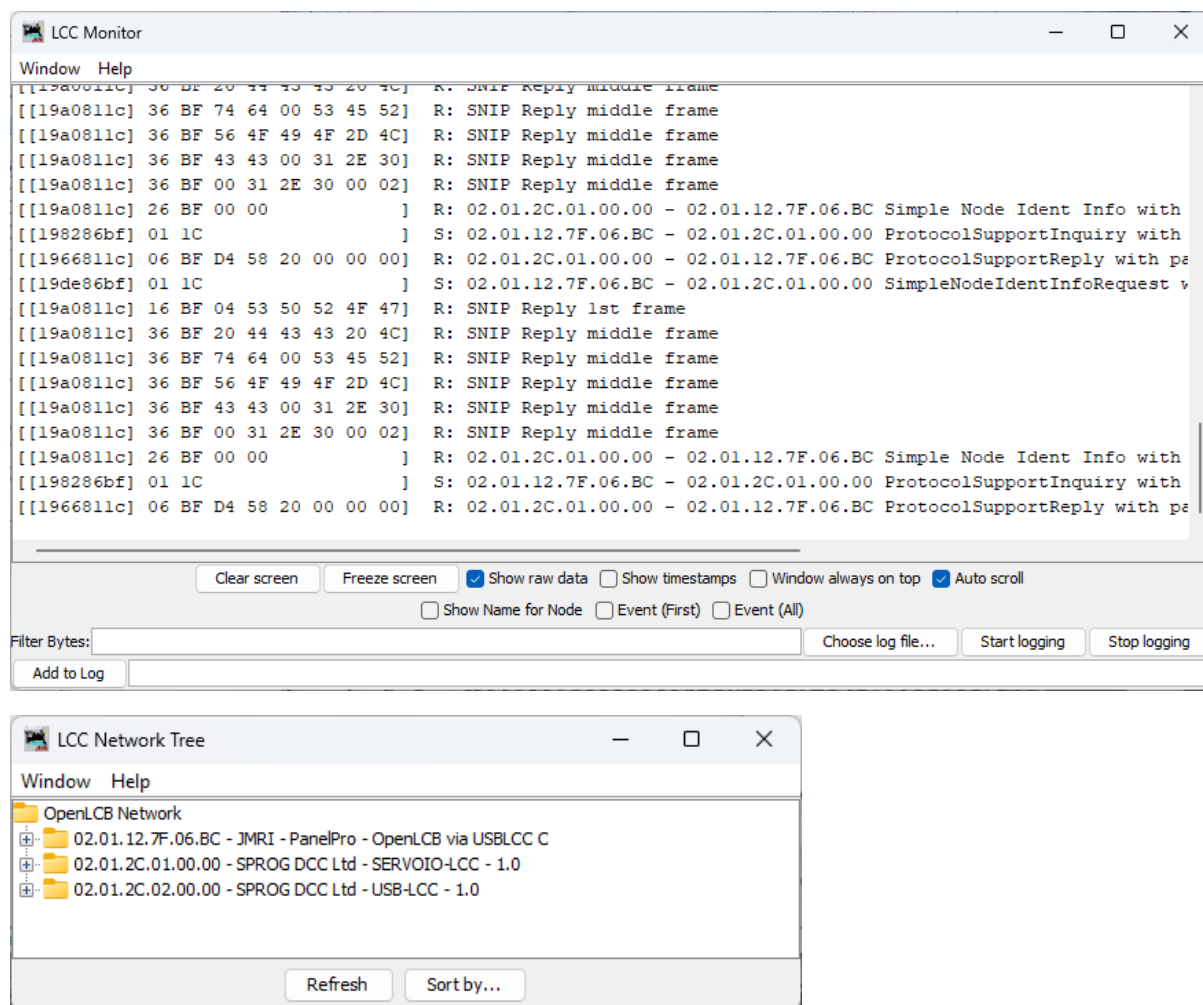 LCC Monitor
Window Help
[[19a0811c] 36 BF 20 44 43 43 20 4C] R: SNIP Reply middle frame
[[19a0811c] 36 BF 74 64 00 53 45 52] R: SNIP Reply middle frame
[[19a0811c] 36 BF 56 4F 49 4F 2D 4C] R: SNIP Reply middle frame
[[19a0811c] 36 BF 43 43 00 31 2E 30] R: SNIP Reply middle frame
[[19a0811c] 36 BF 00 31 2E 30 00 02] R: SNIP Reply middle frame
[[19a0811c] 26 BF 00 00 ] R: 02.01.2C.01.00.00 - 02.01.12.7F.06.BC Simple Node Ident Info with
[[198286bf] 01 1C ] S: 02.01.12.7F.06.BC - 02.01.2C.01.00.00 ProtocolSupportInquiry with
[[1966811c] 06 BF D4 58 20 00 00 00] R: 02.01.2C.01.00.00 - 02.01.12.7F.06.BC ProtocolSupportReply with pa
[[19de86bf] 01 1C ] S: 02.01.12.7F.06.BC - 02.01.2C.01.00.00 SimpleNodeIdentInfoRequest w
[[19a0811c] 16 BF 04 53 50 52 4F 47] R: SNIP Reply 1st frame
[[19a0811c] 36 BF 20 44 43 43 20 4C] R: SNIP Reply middle frame
[[19a0811c] 36 BF 74 64 00 53 45 52] R: SNIP Reply middle frame
[[19a0811c] 36 BF 56 4F 49 4F 2D 4C] R: SNIP Reply middle frame
[[19a0811c] 36 BF 43 43 00 31 2E 30] R: SNIP Reply middle frame
[[19a0811c] 36 BF 00 31 2E 30 00 02] R: SNIP Reply middle frame
[[19a0811c] 26 BF 00 00 ] R: 02.01.2C.01.00.00 - 02.01.12.7F.06.BC Simple Node Ident Info with
[[198286bf] 01 1C ] S: 02.01.12.7F.06.BC - 02.01.2C.01.00.00 ProtocolSupportInquiry with
[[1966811c] 06 BF D4 58 20 00 00 00] R: 02.01.2C.01.00.00 - 02.01.12.7F.06.BC ProtocolSupportReply with pa
Clear screen Freeze screen Show raw data Show timestamps Window always on top Auto scroll
Show Name for Node Event (First) Event (All)
Filter Bytes: Choose log file... Start logging Stop logging
Add to Log
LCC Network Tree
Window Help
OpenLCB Network
02.01.12.7F.06.BC - JMRI - PanelPro - OpenLCB via USBLCC C
02.01.2C.01.00.00 - SPROG DCC Ltd - SERVOIO-LCC - 1.0
02.01.2C.02.00.00 - SPROG DCC Ltd - USB-LCC - 1.0
Refresh Sort by...